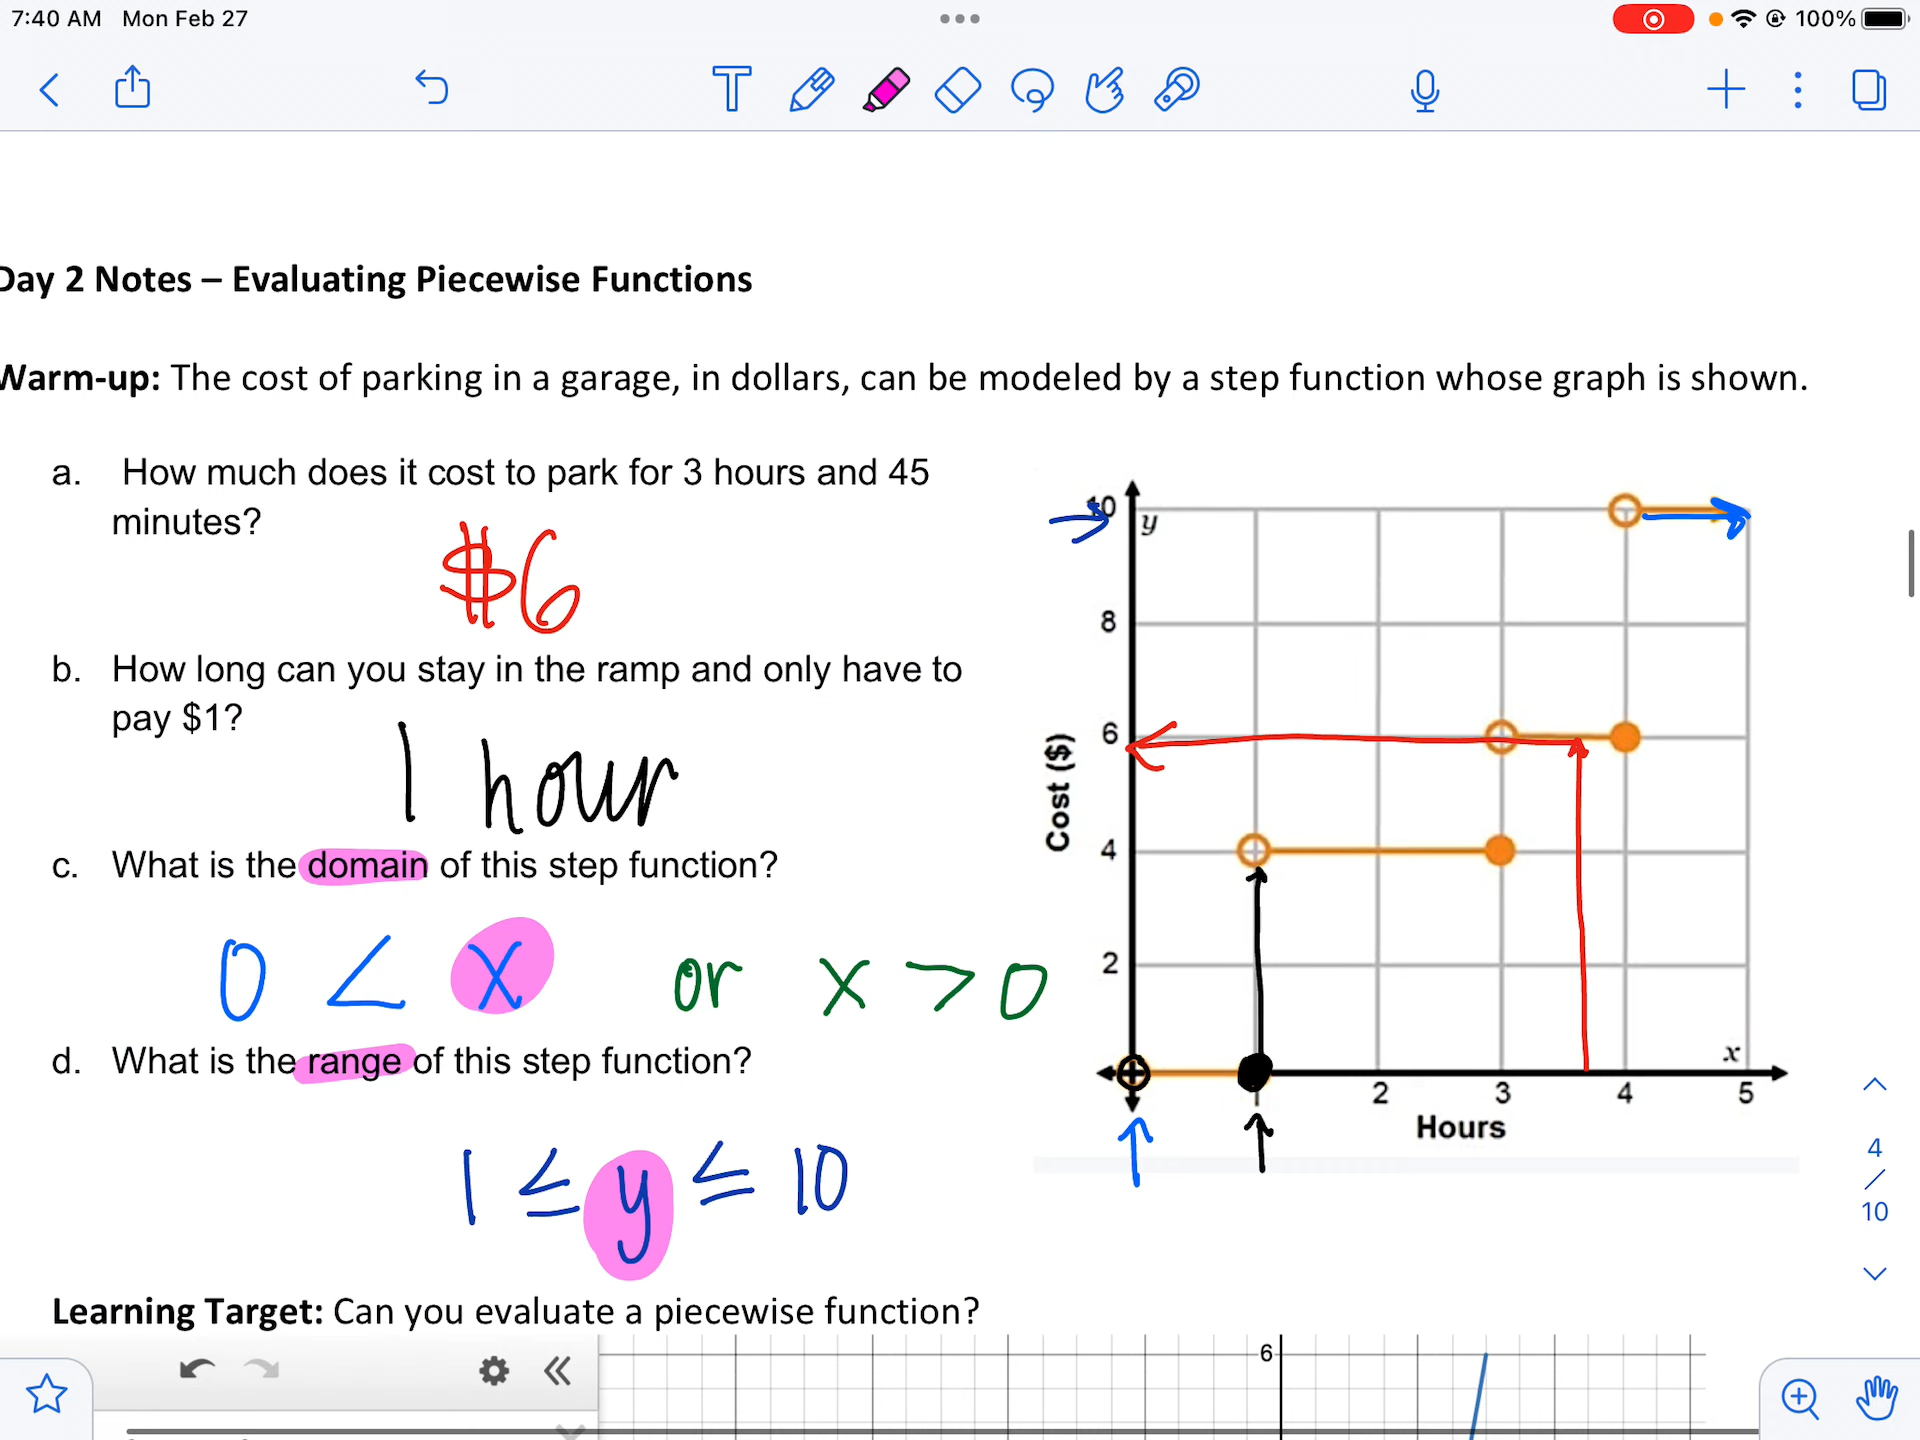 7:40 AM Mon Feb 27
100%
Day 2 Notes – Evaluating Piecewise Functions
Warm-up: The cost of parking in a garage, in dollars, can be modeled by a step function whose graph is shown.
a. How much does it cost to park for 3 hours and 45
minutes?
$6
b. How long can you stay in the ramp and only have to
pay $1?
1 hour
c. What is the domain of this step function?
0 < x or x > 0
d. What is the range of this step function?
1 ≤ y ≤ 10
Learning Target: Can you evaluate a piecewise function?
10
y
8
6
4
2
Cost ($)
x
2 3 4 5
Hours
4
/
10
6